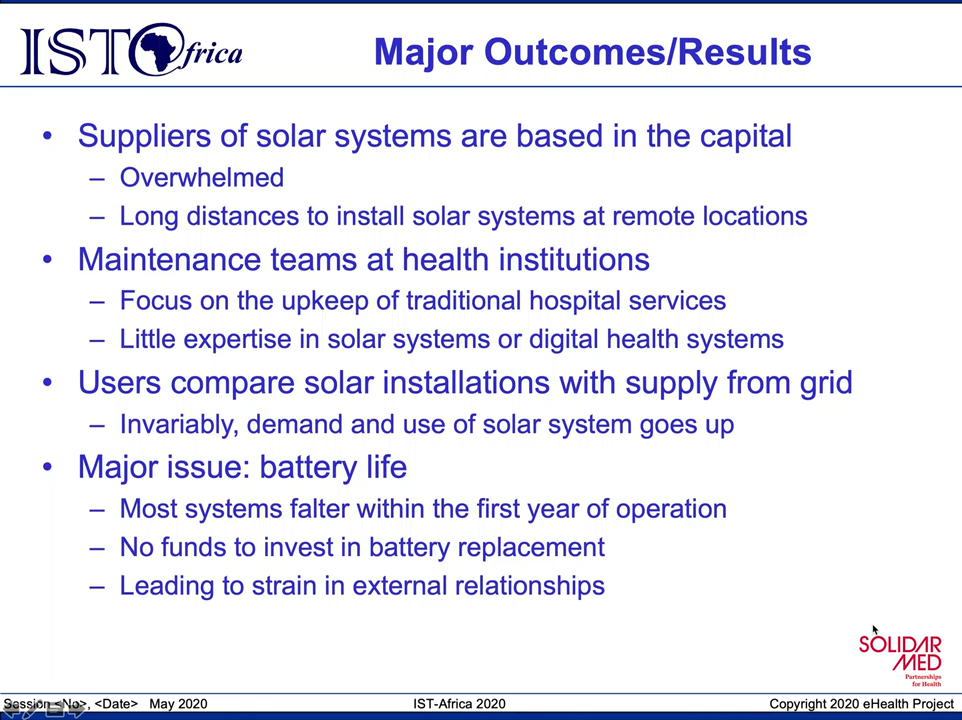 IST Africa
Major Outcomes/Results
• Suppliers of solar systems are based in the capital
– Overwhelmed
– Long distances to install solar systems at remote locations
• Maintenance teams at health institutions
– Focus on the upkeep of traditional hospital services
– Little expertise in solar systems or digital health systems
• Users compare solar installations with supply from grid
– Invariably, demand and use of solar system goes up
• Major issue: battery life
– Most systems falter within the first year of operation
– No funds to invest in battery replacement
– Leading to strain in external relationships
SOLIDAR
MED
Partnerships
for Health
Session <No>, <Date> May 2020 IST-Africa 2020 Copyright 2020 eHealth Project